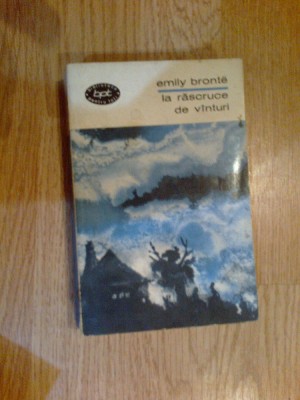 emily brontë
la răscruce
de vînturi
bpt